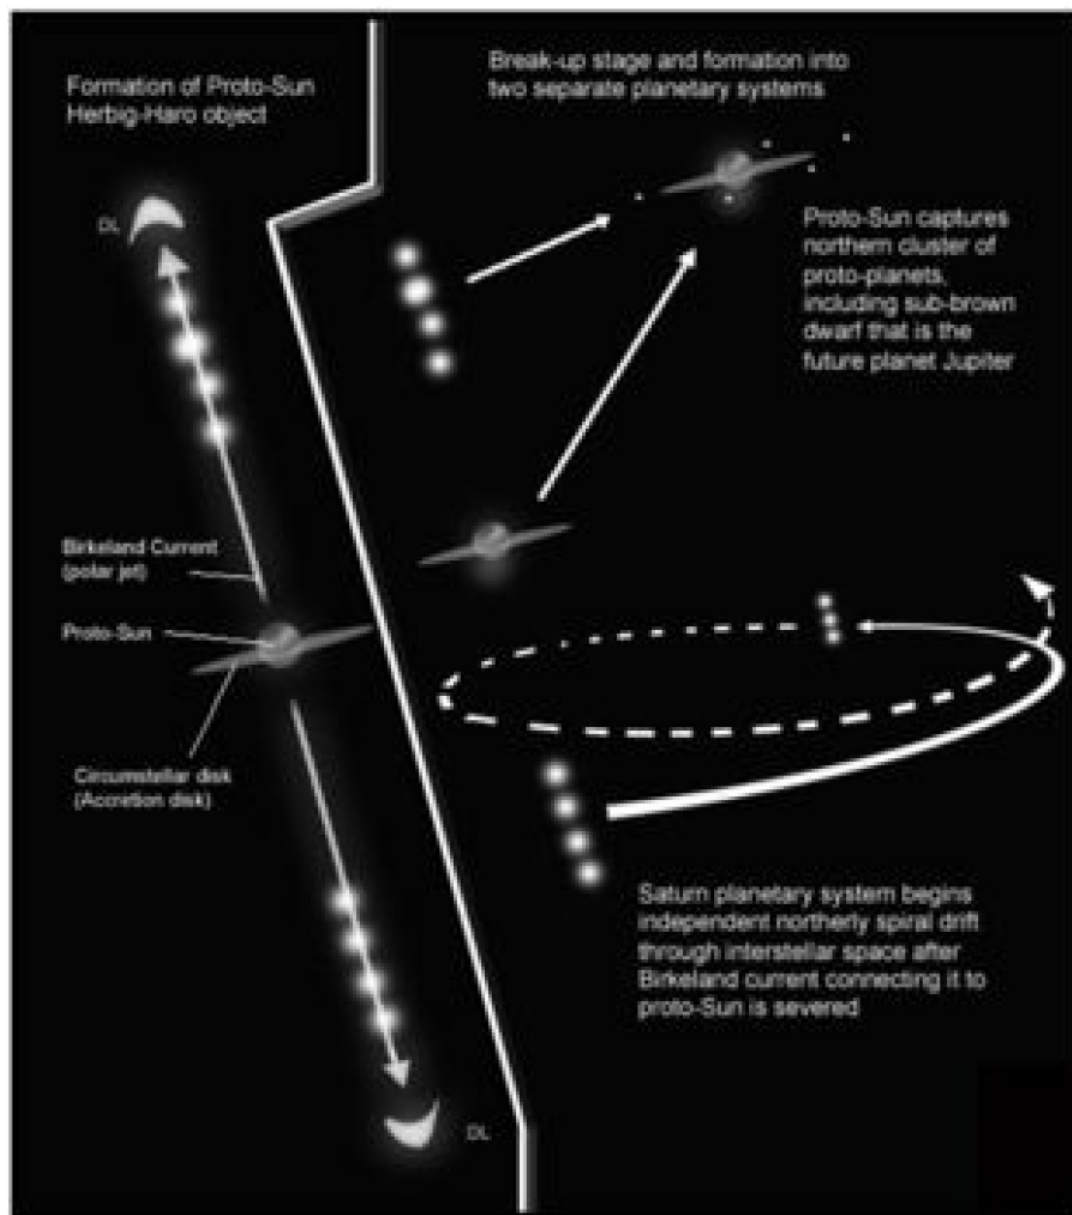 Formation of Proto-Sun
Herbig-Haro object
DL
Birkeland Current
(polar jet)
Proto-Sun
Circumstellar disk
(Accretion disk)
DL
Break-up stage and formation into
two separate planetary systems
Proto-Sun captures
northern cluster of
proto-planets,
including sub-brown
dwarf that is the
future planet Jupiter
Saturn planetary system begins
independent northerly spiral drift
through interstellar space after
Birkeland current connecting it to
proto-Sun is severed